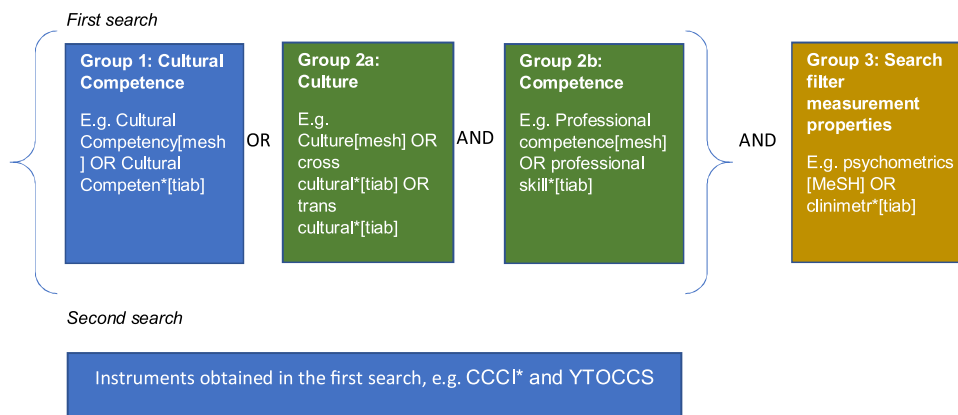 First search
Group 1: Cultural
Competence
E.g. Cultural
Competency[mesh
] OR Cultural
Competen*[tiab]
OR
Group 2a:
Culture
E.g.
Culture[mesh] OR
cross
cultural*[tiab] OR
trans
cultural*[tiab]
AND
Group 2b:
Competence
E.g. Professional
competence[mesh]
OR professional
skill*[tiab]
AND
Group 3: Search
filter
measurement
properties
E.g. psychometrics
[MeSH] OR
clinimetr*[tiab]
Second search
Instruments obtained in the first search, e.g. CCCI* and YTOCCS